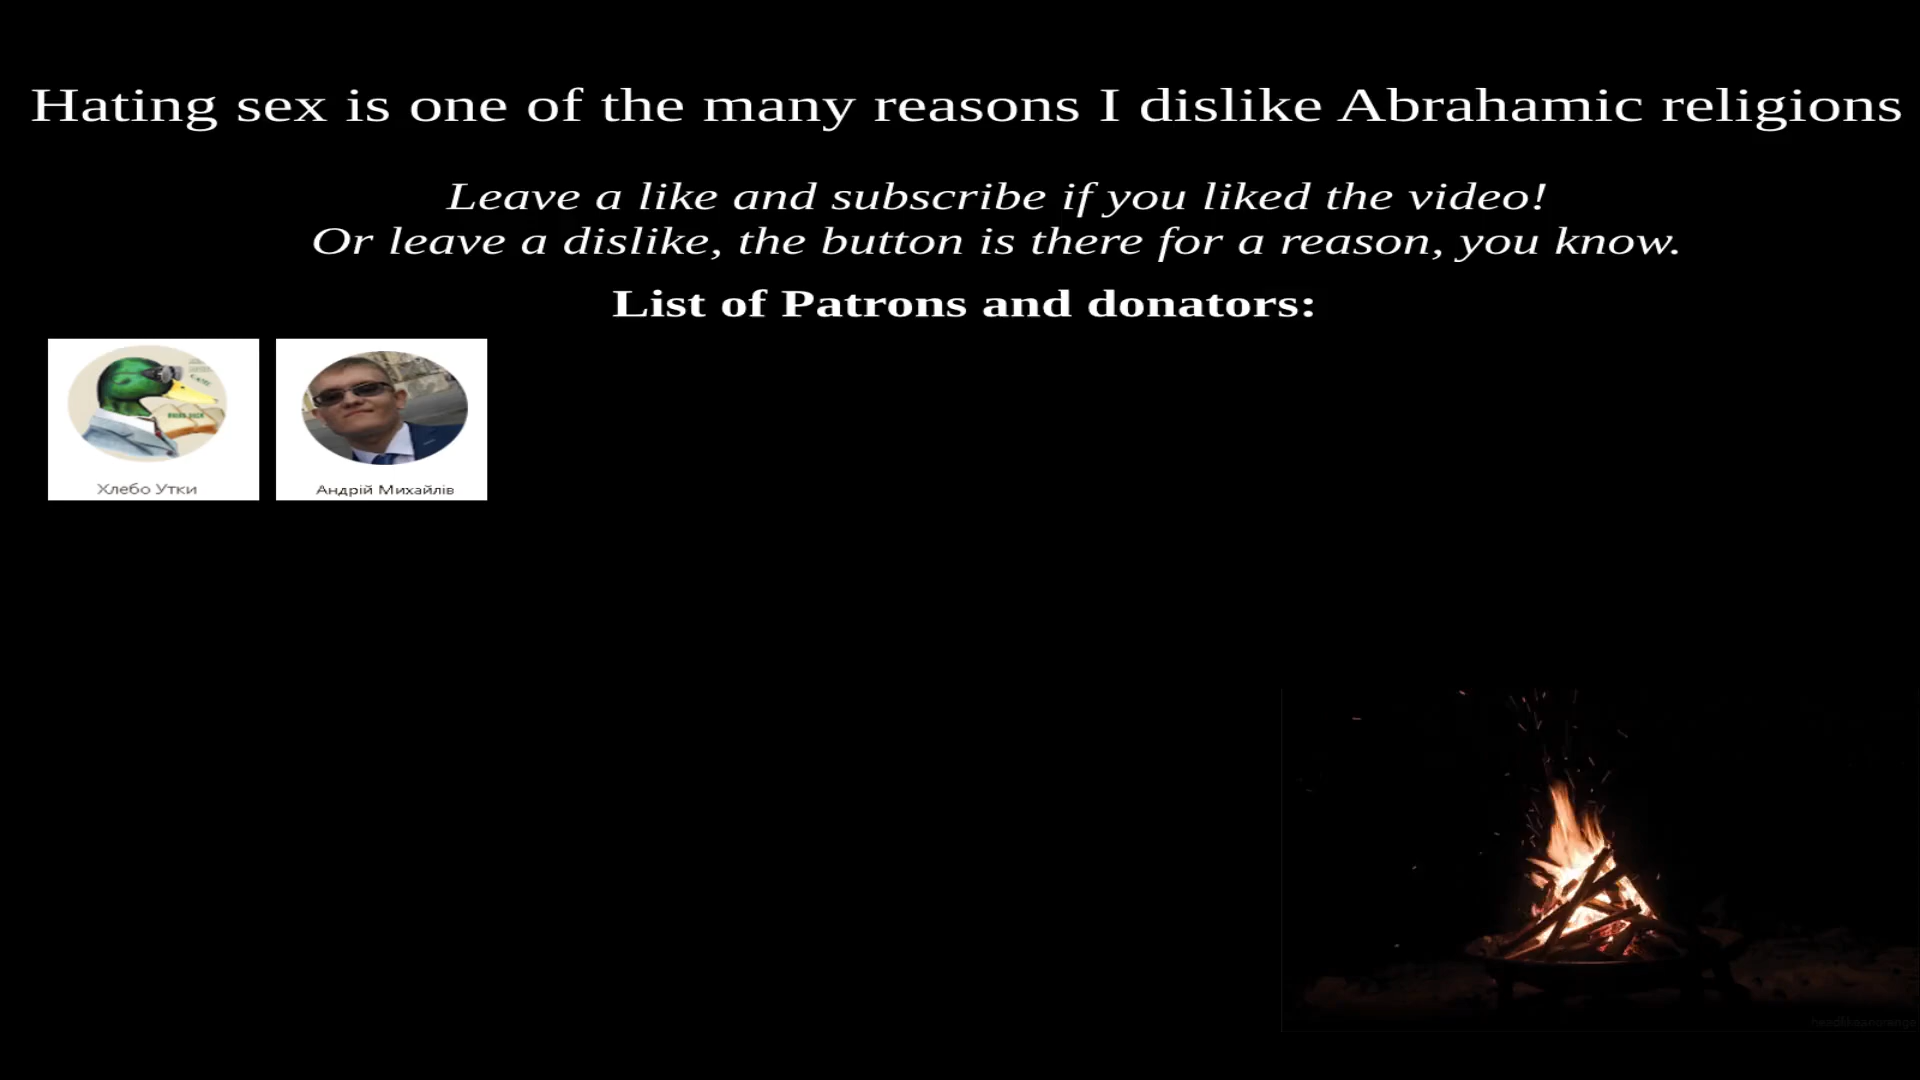 Hating sex is one of the many reasons I dislike Abrahamic religions
Leave a like and subscribe if you liked the video!
Or leave a dislike, the button is there for a reason, you know.
List of Patrons and donators:
Хлебо Утки
Андрій Михайлів